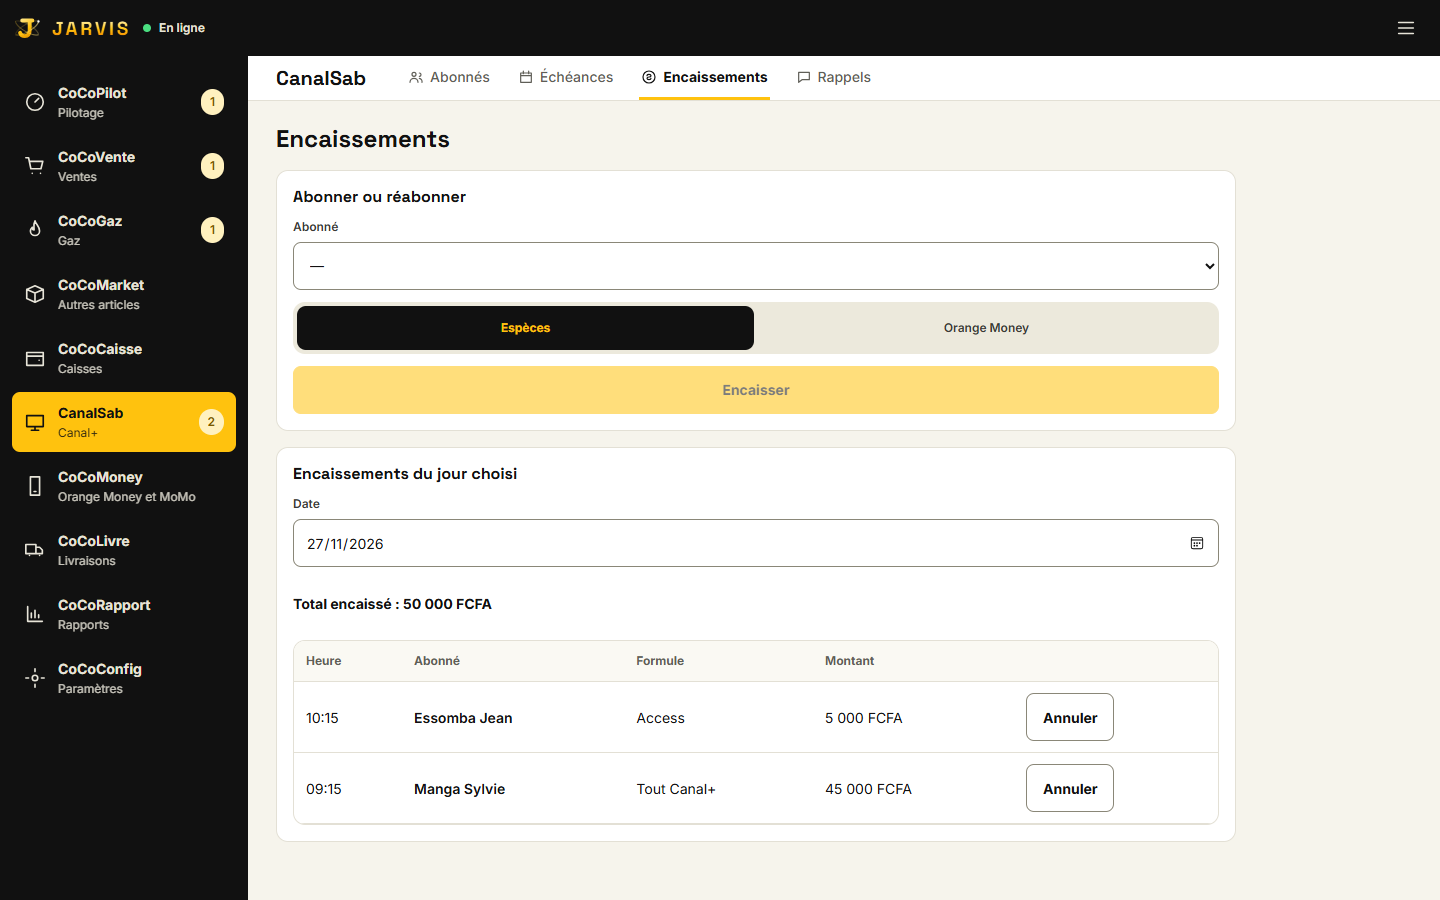 JARVIS
En ligne
CoCoPilot
Pilotage
1
CoCoVente
Ventes
1
CoCoGaz
Gaz
1
CoCoMarket
Autres articles
CoCoCaisse
Caisses
CanalSab
Canal+
2
CoCoMoney
Orange Money et MoMo
CoCoLivre
Livraisons
CoCoRapport
Rapports
CoCoConfig
Paramètres
CanalSab
Abonnés
Échéances
Encaissements
Rappels
Encaissements
Abonner ou réabonner
Abonné
—
Espèces
Orange Money
Encaisser
Encaissements du jour choisi
Date
27/11/2026
Total encaissé : 50 000 FCFA
Heure Abonné Formule Montant
10:15 Essomba Jean Access 5 000 FCFA Annuler
09:15 Manga Sylvie Tout Canal+ 45 000 FCFA Annuler